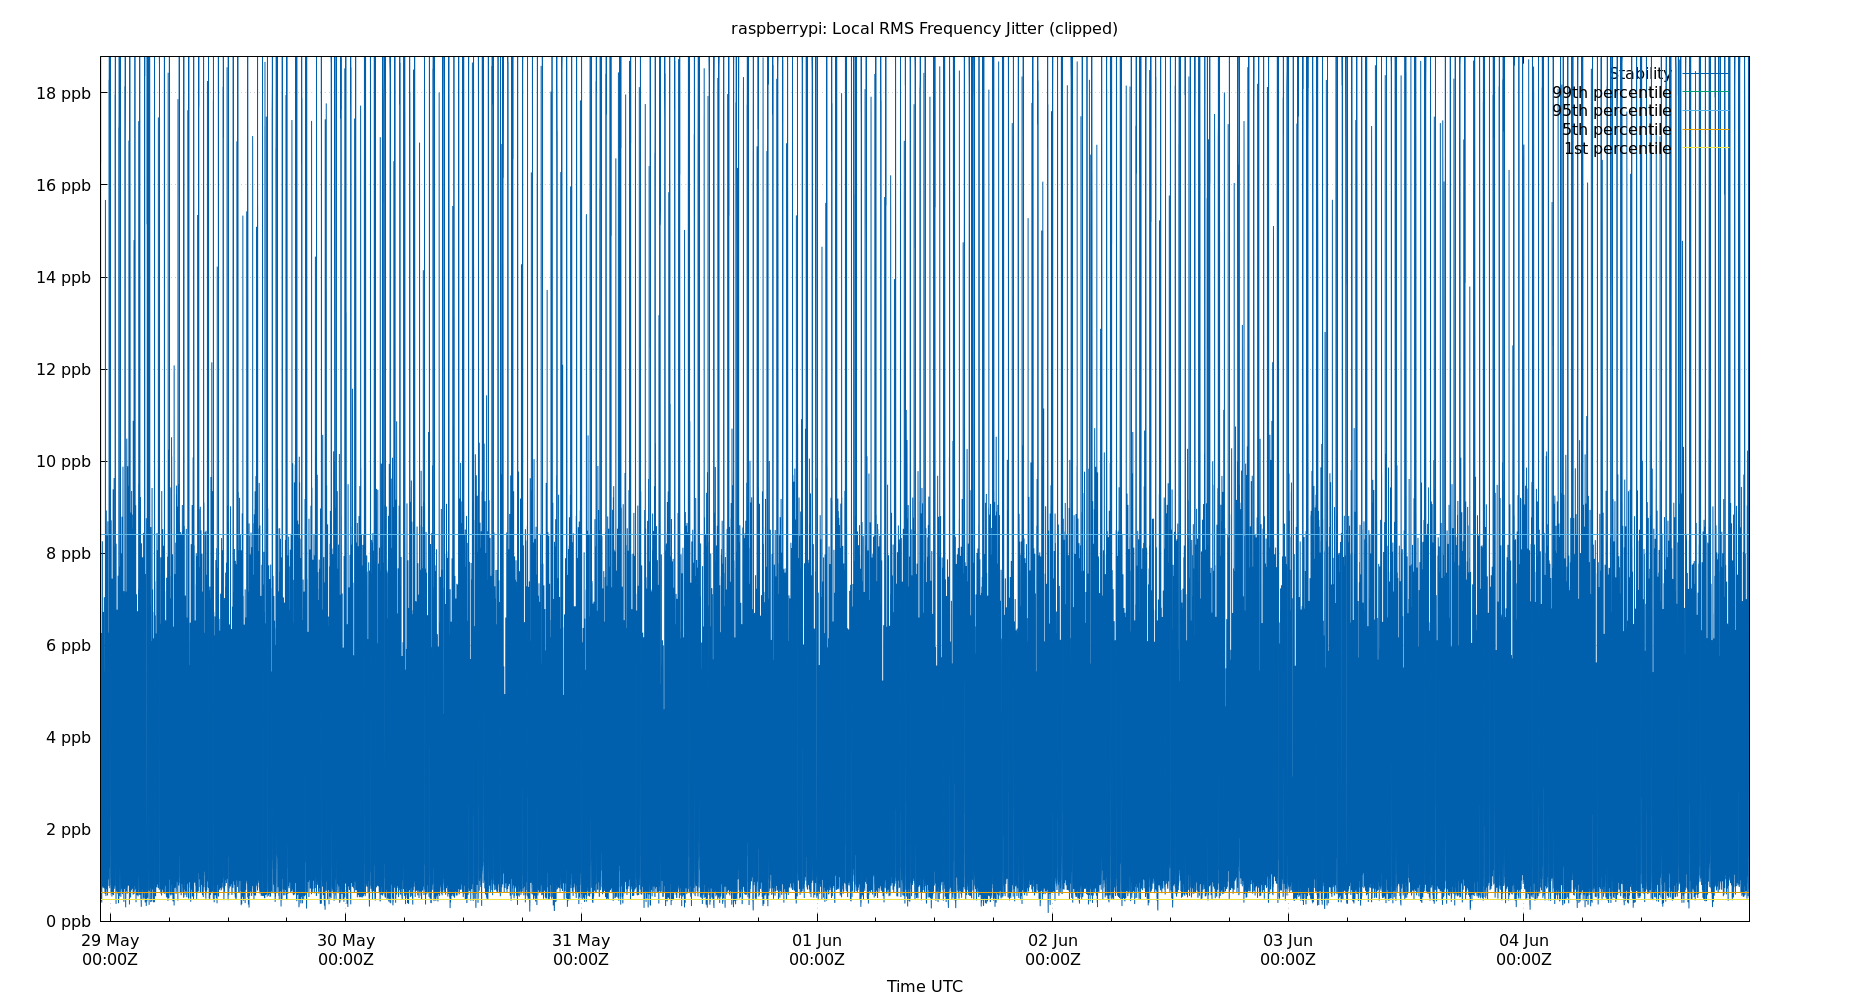 raspberrypi: Local RMS Frequency Jitter (clipped)
Stability
99th percentile
95th percentile
5th percentile
1st percentile
18 ppb
16 ppb
14 ppb
12 ppb
10 ppb
8 ppb
6 ppb
4 ppb
2 ppb
0 ppb
29 May 30 May 31 May 01 Jun 02 Jun 03 Jun 04 Jun
00:00Z 00:00Z 00:00Z 00:00Z 00:00Z 00:00Z 00:00Z
Time UTC